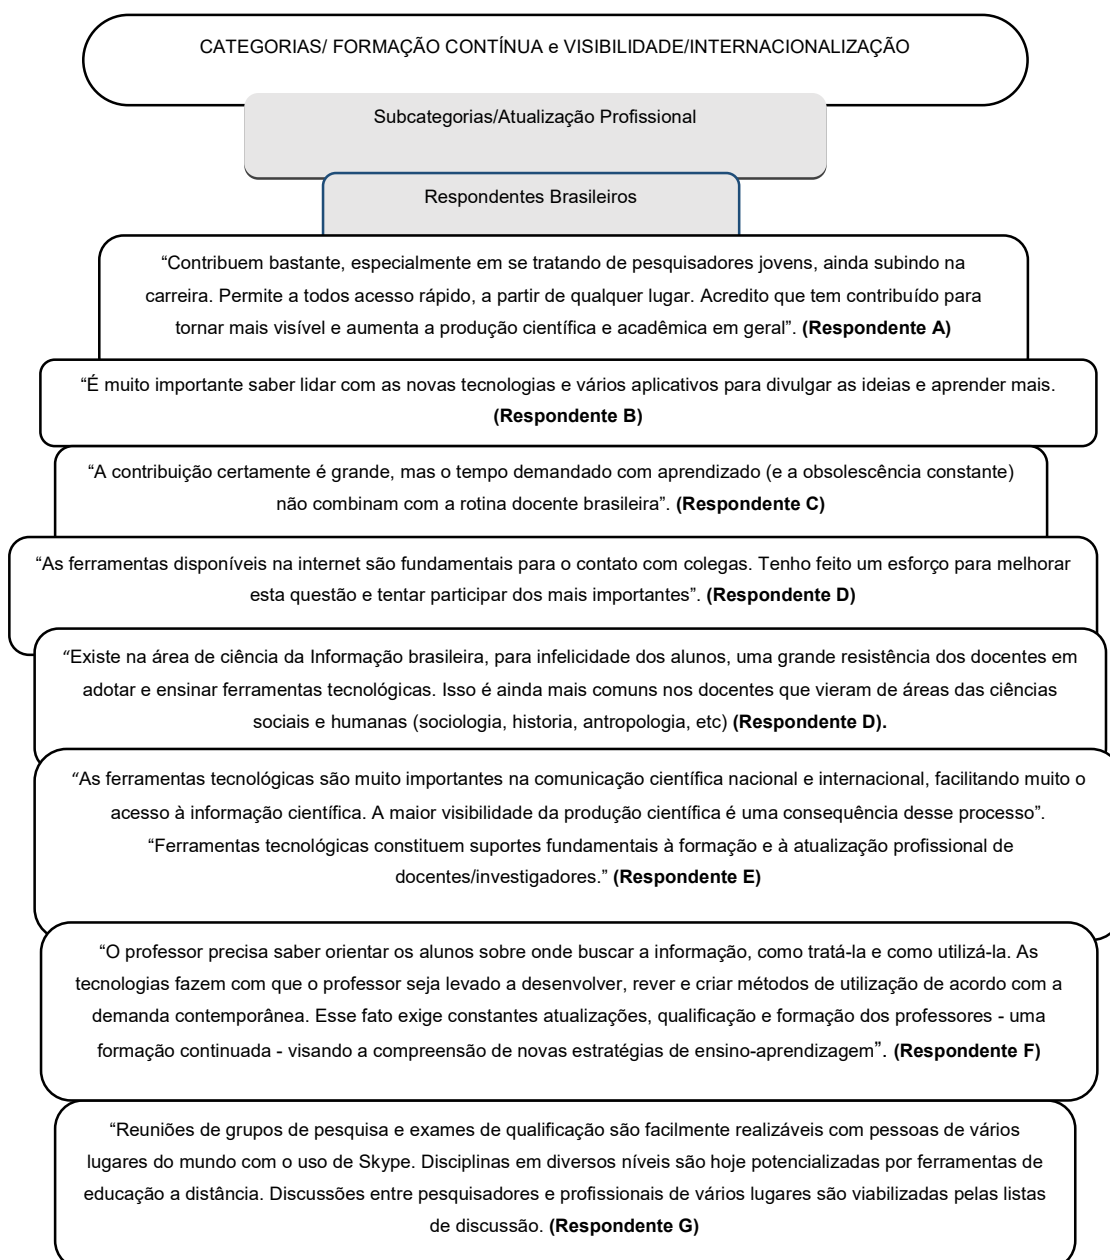 CATEGORIAS/ FORMAÇÃO CONTÍNUA e VISIBILIDADE/INTERNACIONALIZAÇÃO
Subcategorias/Atualização Profissional
Respondentes Brasileiros
“Contribuem bastante, especialmente em se tratando de pesquisadores jovens, ainda subindo na
carreira. Permite a todos acesso rápido, a partir de qualquer lugar. Acredito que tem contribuído para
tornar mais visível e aumenta a produção científica e acadêmica em geral”. (Respondente A)
“É muito importante saber lidar com as novas tecnologias e vários aplicativos para divulgar as ideias e aprender mais.
(Respondente B)
“A contribuição certamente é grande, mas o tempo demandado com aprendizado (e a obsolescência constante)
não combinam com a rotina docente brasileira”. (Respondente C)
“As ferramentas disponíveis na internet são fundamentais para o contato com colegas. Tenho feito um esforço para melhorar
esta questão e tentar participar dos mais importantes”. (Respondente D)
“Existe na área de ciência da Informação brasileira, para infelicidade dos alunos, uma grande resistência dos docentes em
adotar e ensinar ferramentas tecnológicas. Isso é ainda mais comuns nos docentes que vieram de áreas das ciências
sociais e humanas (sociologia, historia, antropologia, etc) (Respondente D).
“As ferramentas tecnológicas são muito importantes na comunicação científica nacional e internacional, facilitando muito o
acesso à informação científica. A maior visibilidade da produção científica é uma consequência desse processo”.
“Ferramentas tecnológicas constituem suportes fundamentais à formação e à atualização profissional de
docentes/investigadores.” (Respondente E)
“O professor precisa saber orientar os alunos sobre onde buscar a informação, como tratá-la e como utilizá-la. As
tecnologias fazem com que o professor seja levado a desenvolver, rever e criar métodos de utilização de acordo com a
demanda contemporânea. Esse fato exige constantes atualizações, qualificação e formação dos professores - uma
formação continuada - visando a compreensão de novas estratégias de ensino-aprendizagem”. (Respondente F)
“Reuniões de grupos de pesquisa e exames de qualificação são facilmente realizáveis com pessoas de vários
lugares do mundo com o uso de Skype. Disciplinas em diversos níveis são hoje potencializadas por ferramentas de
educação a distância. Discussões entre pesquisadores e profissionais de vários lugares são viabilizadas pelas listas
de discussão. (Respondente G)